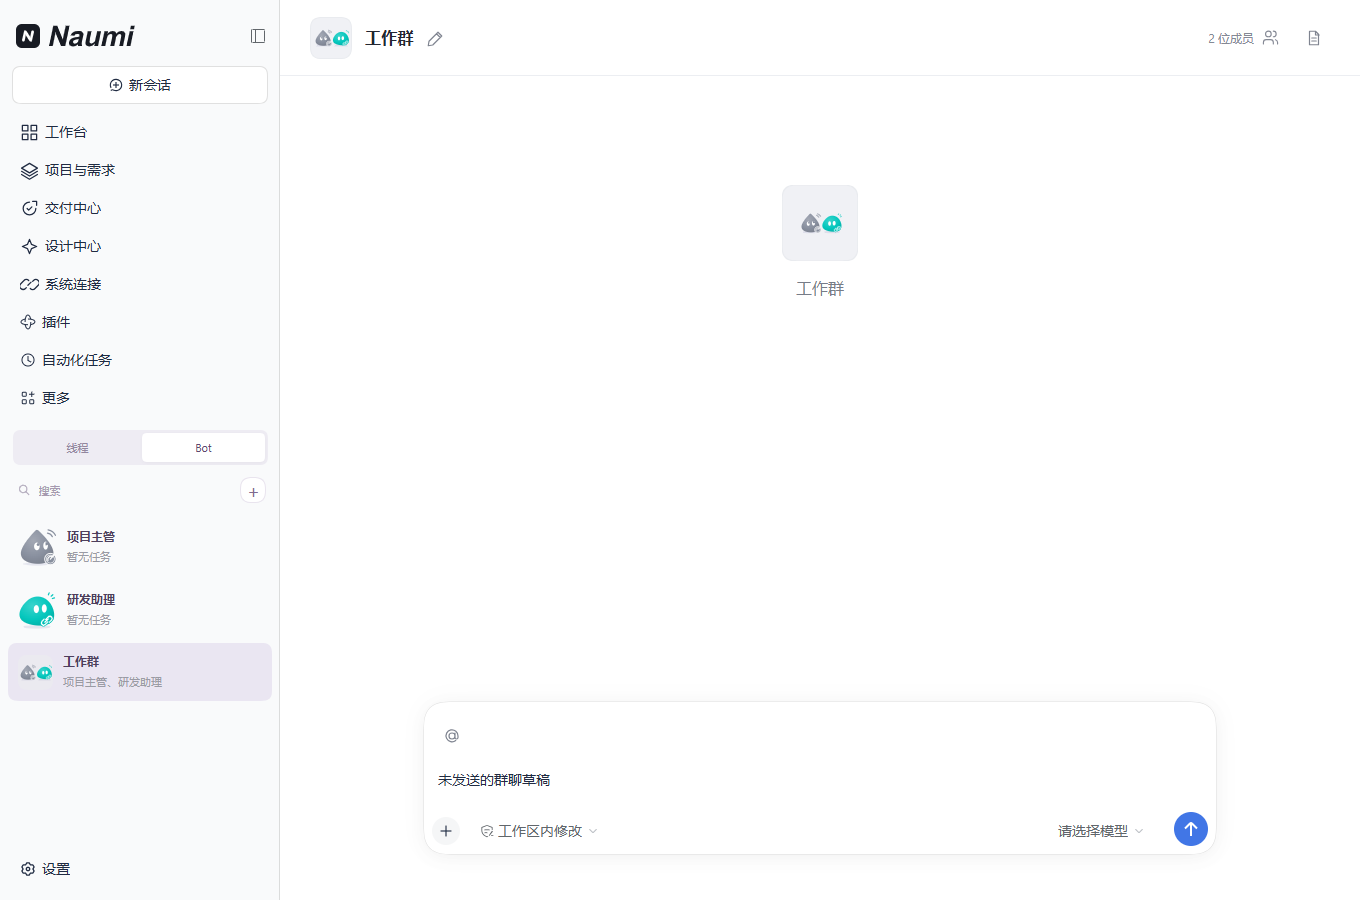 Naumi
新会话
工作台
项目与需求
交付中心
设计中心
系统连接
插件
自动化任务
更多
线程
Bot
搜索
项目主管
暂无任务
研发助理
暂无任务
工作群
项目主管、研发助理
设置
工作群
2 位成员
工作群
@
未发送的群聊草稿
工作区内修改
请选择模型